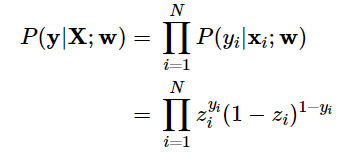 P(𝐲|𝐗; 𝐰) = ∏_{i=1}^{N} P(y_i|𝐱_i; 𝐰)
= ∏_{i=1}^{N} z_i^{y_i}(1 − z_i)^{1−y_i}